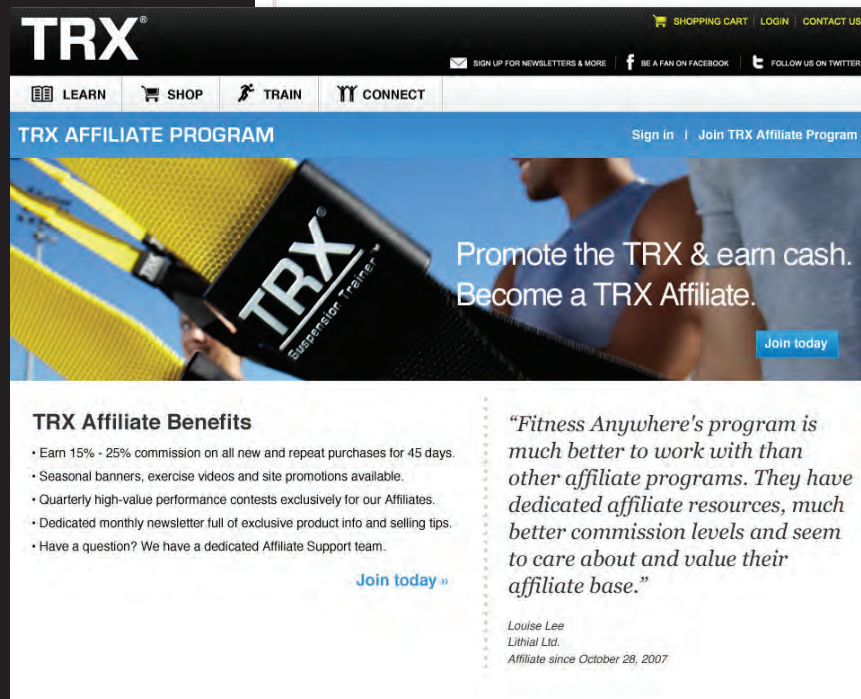 TRX®
SHOPPING CART | LOGIN | CONTACT US
SIGN UP FOR NEWSLETTERS & MORE | BE A FAN ON FACEBOOK | FOLLOW US ON TWITTER
LEARN SHOP TRAIN CONNECT
TRX AFFILIATE PROGRAM
Sign in | Join TRX Affiliate Program
TRX®
Suspension Trainer™
Promote the TRX & earn cash.
Become a TRX Affiliate.
Join today
TRX Affiliate Benefits
• Earn 15% - 25% commission on all new and repeat purchases for 45 days.
• Seasonal banners, exercise videos and site promotions available.
• Quarterly high-value performance contests exclusively for our Affiliates.
• Dedicated monthly newsletter full of exclusive product info and selling tips.
• Have a question? We have a dedicated Affiliate Support team.
Join today »
“Fitness Anywhere's program is
much better to work with than
other affiliate programs. They have
dedicated affiliate resources, much
better commission levels and seem
to care about and value their
affiliate base.”
Louise Lee
Lithial Ltd.
Affiliate since October 28, 2007